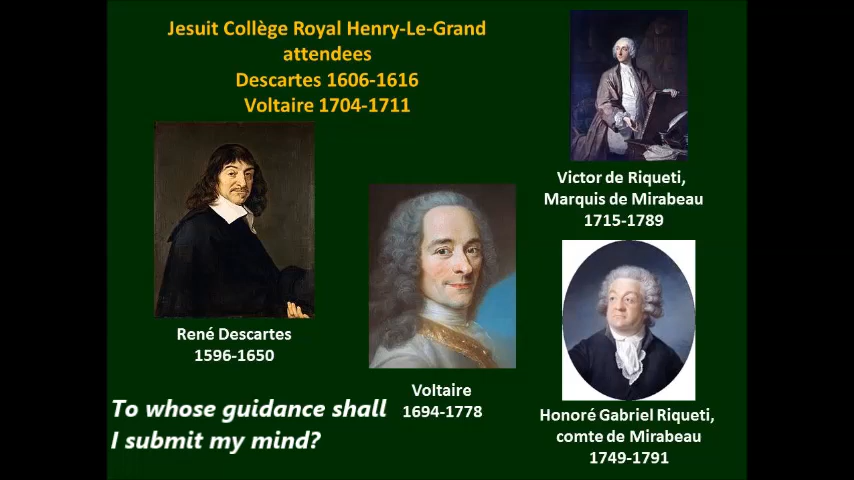 Jesuit Collège Royal Henry-Le-Grand
attendees
Descartes 1606-1616
Voltaire 1704-1711
Victor de Riqueti,
Marquis de Mirabeau
1715-1789
René Descartes
1596-1650
Voltaire
1694-1778
Honoré Gabriel Riqueti,
comte de Mirabeau
1749-1791
To whose guidance shall
I submit my mind?